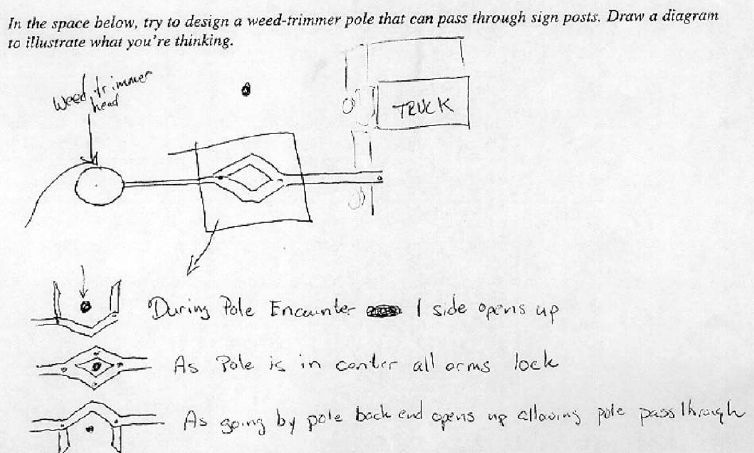 In the space below, try to design a weed-trimmer pole that can pass through sign posts. Draw a diagram
to illustrate what you're thinking.
Weed trimmer
head
TRUCK
During Pole Encounter 1 side opens up
As Pole is in center all arms lock
As going by pole back end opens up allowing pole pass through